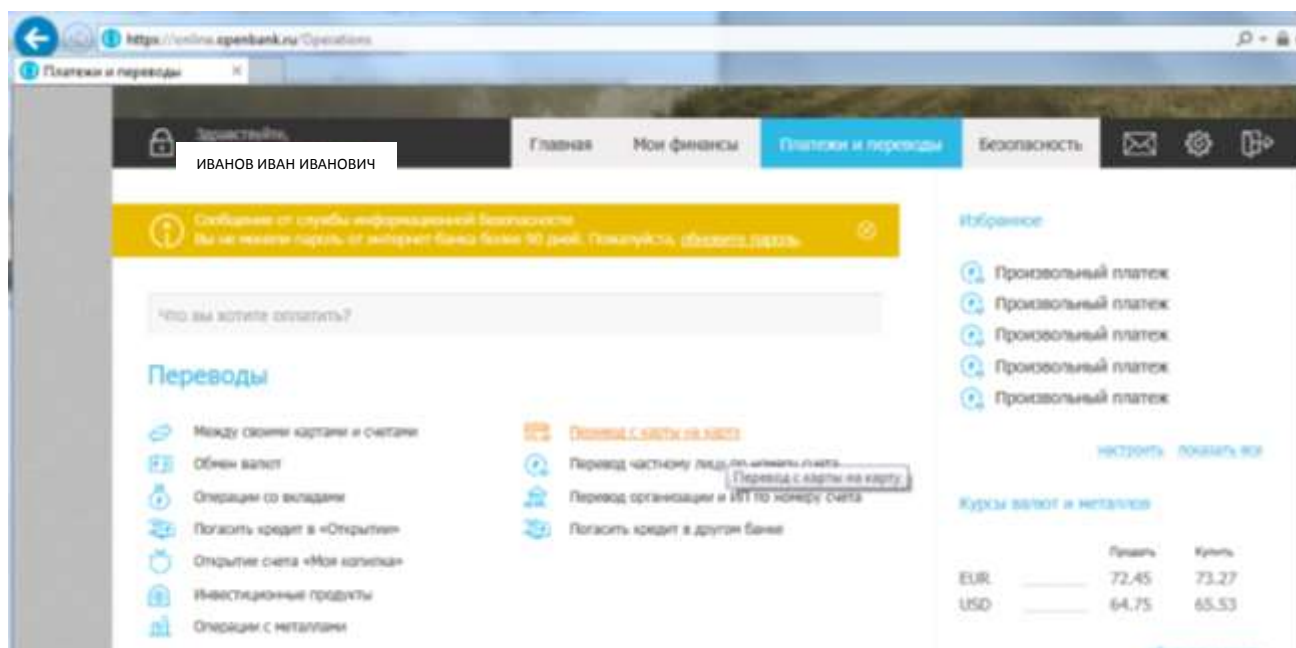 https://online.openbank.ru/Operations
Платежи и переводы
Здравствуйте,
ИВАНОВ ИВАН ИВАНОВИЧ
Главная
Мои финансы
Платежи и переводы
Безопасность
Сообщение от службы информационной безопасности
Вы не меняли пароль от интернет-банка более 90 дней. Пожалуйста, обновите пароль.
Что вы хотите оплатить?
Переводы
Между своими картами и счетами
Обмен валют
Операции со вкладами
Погасить кредит в «Открытии»
Открытие счета «Моя копилка»
Инвестиционные продукты
Операции с металлами
Перевод с карты на карту
Перевод частному лицу по номеру счета
Перевод с карты на карту
Перевод организации и ИП по номеру счета
Погасить кредит в другом банке
Избранное
Произвольный платеж
Произвольный платеж
Произвольный платеж
Произвольный платеж
Произвольный платеж
настроить показать все
Курсы валют и металлов
Продать Купить
EUR 72.45 73.27
USD 64.75 65.53